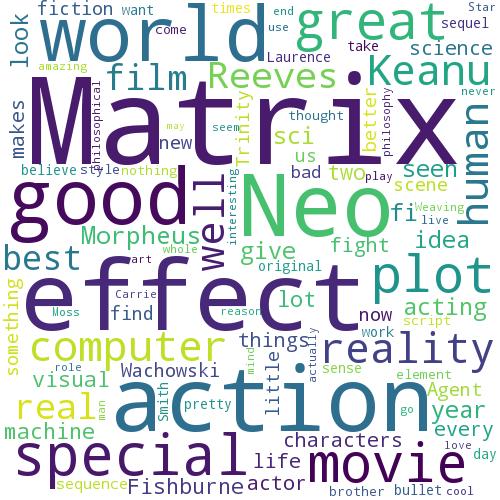 fiction want times come end use Star sequel
look world great
amazing film Laurence take science
makes Matrix Reeves Keanu
philosophical Trinity sci thought better philosophy never
new may seem us bad two seen human
believe style nothing play scene
good well Neo interesting fi Weaving live
best Morpheus whole give fight idea
part original plot
effect lot acting
something Carrie Moss find reason now work script
computer things actually reality
visual role Wachowski little mind sense element
real man action Smith pretty go Agent year
machine every love day
special life characters movie
sequence Fishburne actor brother bullet cool